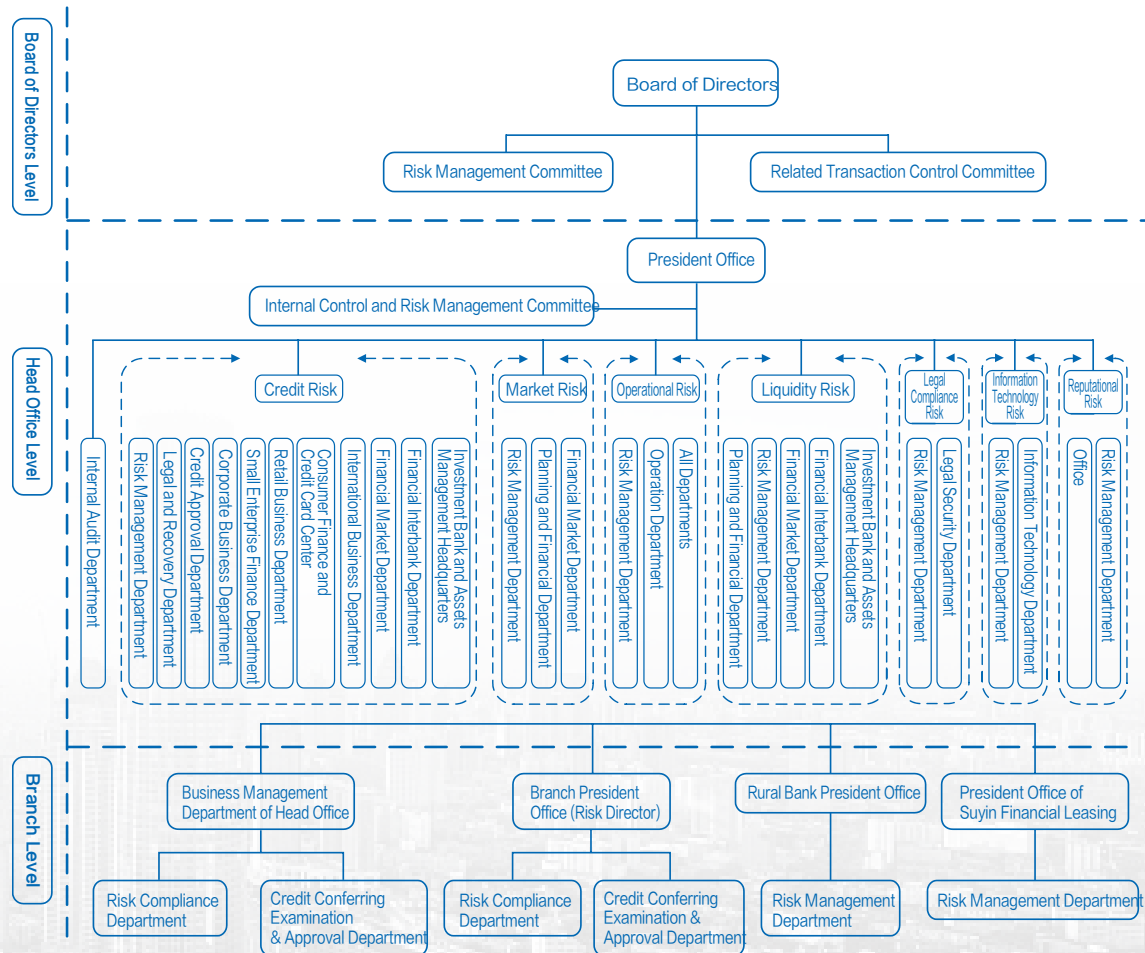 Board of Directors Level
Board of Directors
Risk Management Committee
Related Transaction Control Committee
Head Office Level
President Office
Internal Control and Risk Management Committee
Credit Risk
Market Risk
Operational Risk
Liquidity Risk
Legal
Compliance
Risk
Information
Technology
Risk
Reputational
Risk
Internal Audit Department
Risk Management Department
Legal and Recovery Department
Credit Approval Department
Corporate Business Department
Small Enterprise Finance Department
Retail Business Department
Consumer Finance and
Credit Card Center
International Business Department
Financial Market Department
Financial Interbank Department
Investment Bank and Assets
Management Headquarters
Risk Management Department
Planning and Financial Department
Financial Market Department
Risk Management Department
Operation Department
All Departments
Planning and Financial Department
Risk Management Department
Financial Market Department
Financial Interbank Department
Investment Bank and Assets
Management Headquarters
Risk Management Department
Legal Security Department
Risk Management Department
Information Technology Department
Office
Risk Management Department
Branch Level
Business Management
Department of Head Office
Branch President
Office (Risk Director)
Rural Bank President Office
President Office of
Suyin Financial Leasing
Risk Compliance
Department
Credit Conferring
Examination
& Approval Department
Risk Compliance
Department
Credit Conferring
Examination &
Approval Department
Risk Management
Department
Risk Management Department